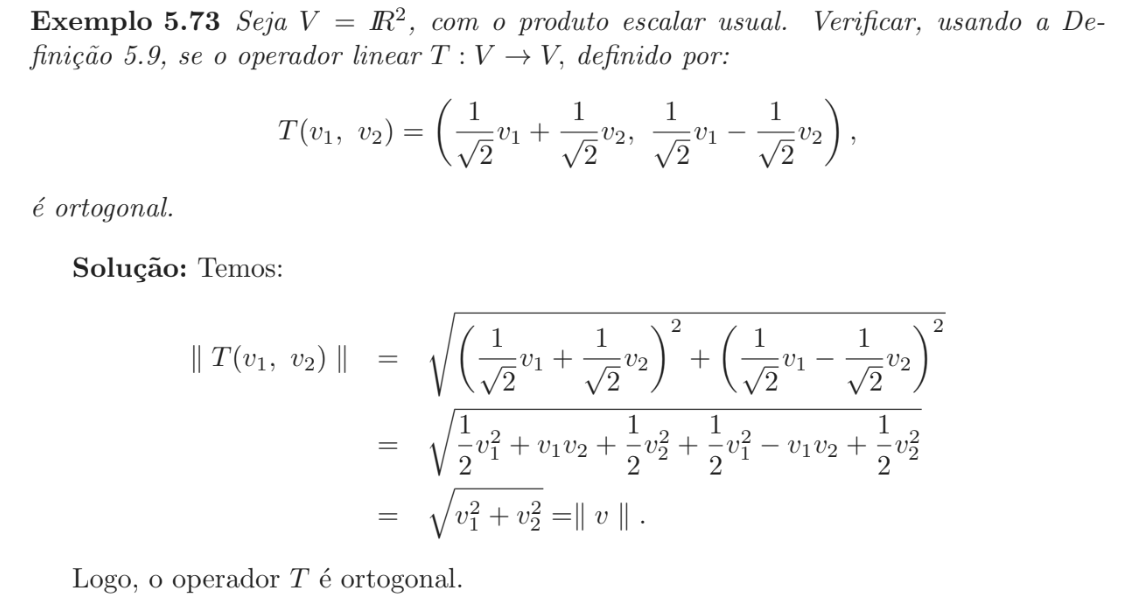 Exemplo 5.73 Seja V = ℝ², com o produto escalar usual. Verificar, usando a De-
finição 5.9, se o operador linear T : V → V, definido por:
T(v₁, v₂) = (1/√2 v₁ + 1/√2 v₂, 1/√2 v₁ − 1/√2 v₂),
é ortogonal.
Solução: Temos:
∥ T(v₁, v₂) ∥ = √((1/√2 v₁ + 1/√2 v₂)² + (1/√2 v₁ − 1/√2 v₂)²)
= √(1/2 v₁² + v₁v₂ + 1/2 v₂² + 1/2 v₁² − v₁v₂ + 1/2 v₂²)
= √(v₁² + v₂²) =∥ v ∥ .
Logo, o operador T é ortogonal.